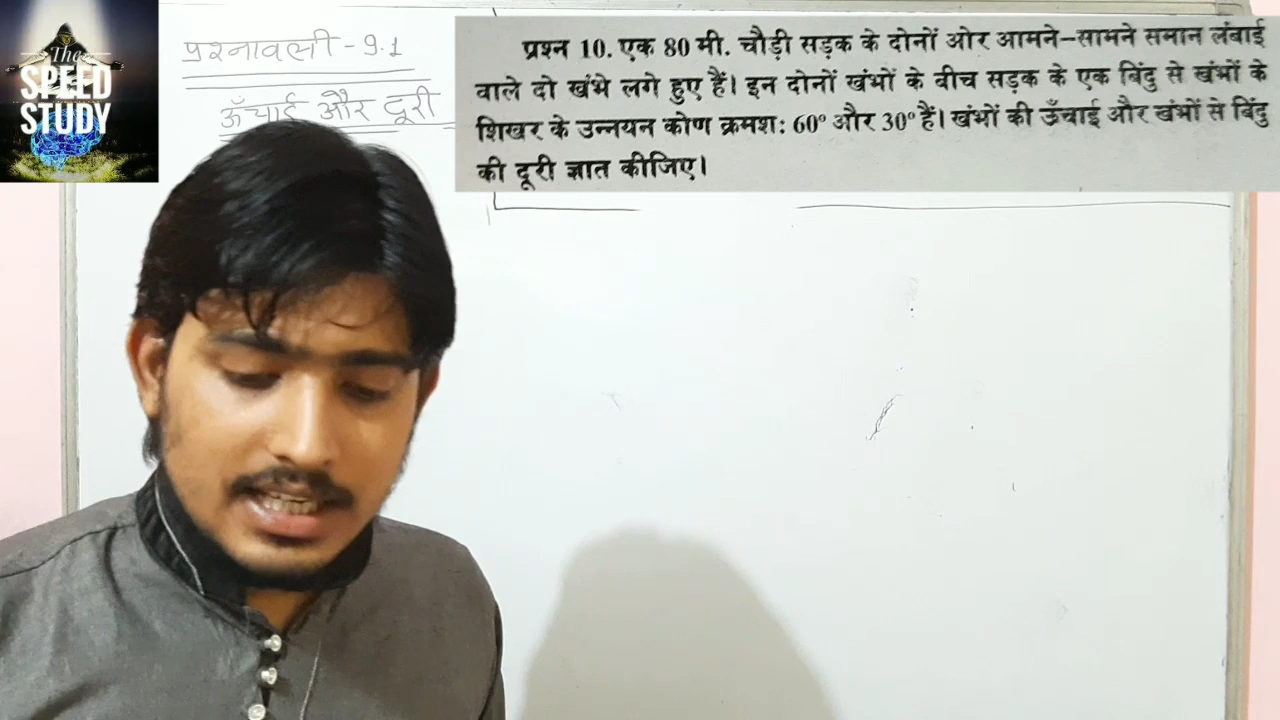 The
SPEED
STUDY
प्रश्नावली-9.1
ऊँचाई और दूरी
प्रश्न 10. एक 80 मी. चौड़ी सड़क के दोनों ओर आमने-सामने समान लंबाई
वाले दो खंभे लगे हुए हैं। इन दोनों खंभों के बीच सड़क के एक बिंदु से खंभों के
शिखर के उन्नयन कोण क्रमश: 60° और 30° हैं। खंभों की ऊँचाई और खंभों से बिंदु
की दूरी ज्ञात कीजिए।